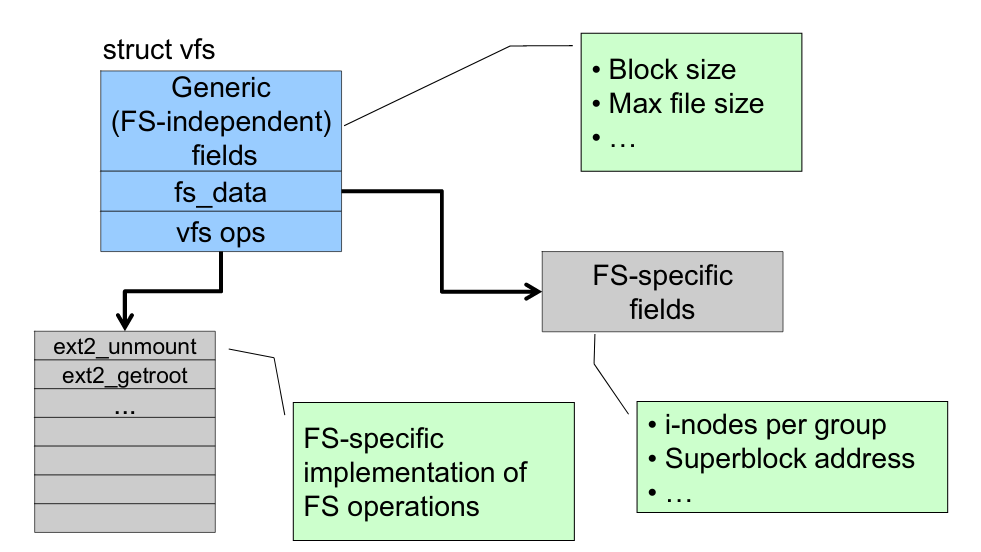 struct vfs
Generic
(FS-independent)
fields
fs_data
vfs ops
• Block size
• Max file size
• …
FS-specific
fields
ext2_unmount
ext2_getroot
...
FS-specific
implementation of
FS operations
• i-nodes per group
• Superblock address
• …